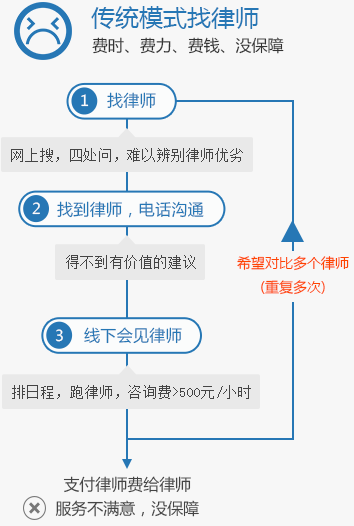 传统模式找律师
费时、费力、费钱、没保障
1 找律师
网上搜，四处问，难以辨别律师优劣
2 找到律师，电话沟通
得不到有价值的建议
希望对比多个律师
(重复多次)
3 线下会见律师
排日程，跑律师，咨询费>500元/小时
支付律师费给律师
服务不满意，没保障